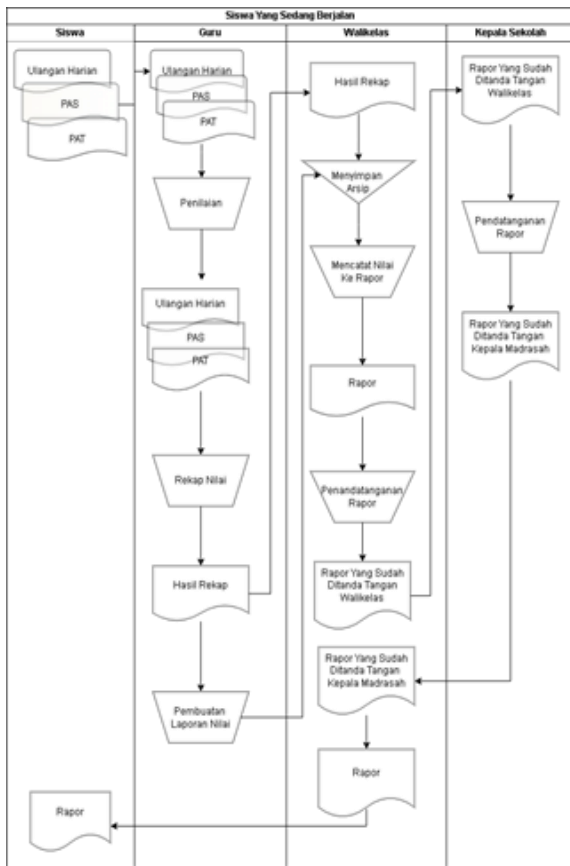 Siswa Yang Sedang Berjalan
Siswa
Guru
Walikelas
Kepala Sekolah
Ulangan Harian
PAS
PAT
Rapor
Ulangan Harian
PAS
PAT
Penilaian
Ulangan Harian
PAS
PAT
Rekap Nilai
Hasil Rekap
Pembuatan
Laporan Nilai
Hasil Rekap
Menyimpan
Arsip
Mencatat Nilai
Ke Rapor
Rapor
Penandatanganan
Rapor
Rapor Yang Sudah
Ditanda Tangan
Walikelas
Rapor Yang Sudah
Ditanda Tangan
Kepala Madrasah
Rapor
Rapor Yang Sudah
Ditanda Tangan
Walikelas
Pendatanganan
Rapor
Rapor Yang Sudah
Ditanda Tangan
Kepala Madrasah